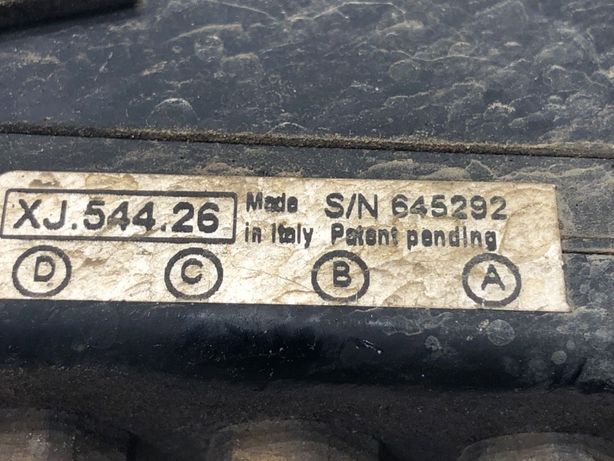 XJ.544.26 Made in Italy S/N 645292
Patent pending
D C B A